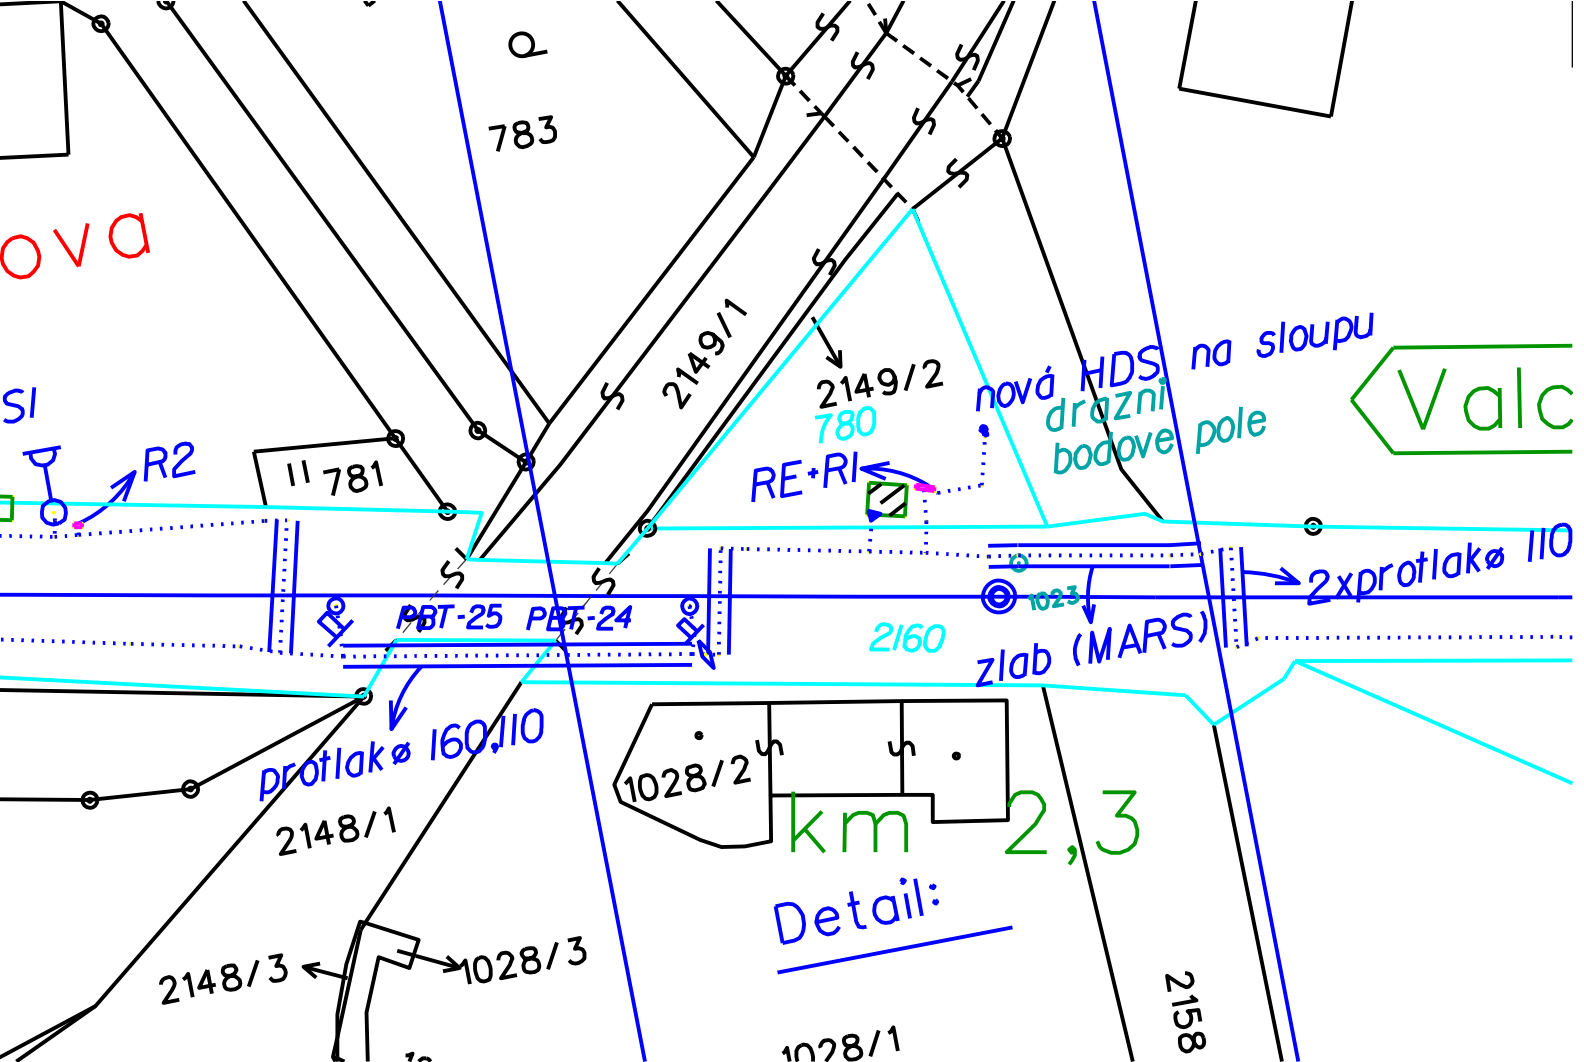 783
ova
2149/1
2149/2
780
nová HDS na sloupu
drazni
bodove pole
Valc
SI
R2
781
RE+RI
2xprotlakø 110
PBT-25
PBT-24
1023
2160
zlab (MARS)
protlakø 160,110
1028/2
km 2,3
2148/1
Detail:
2148/3
1028/3
2158
1028/1